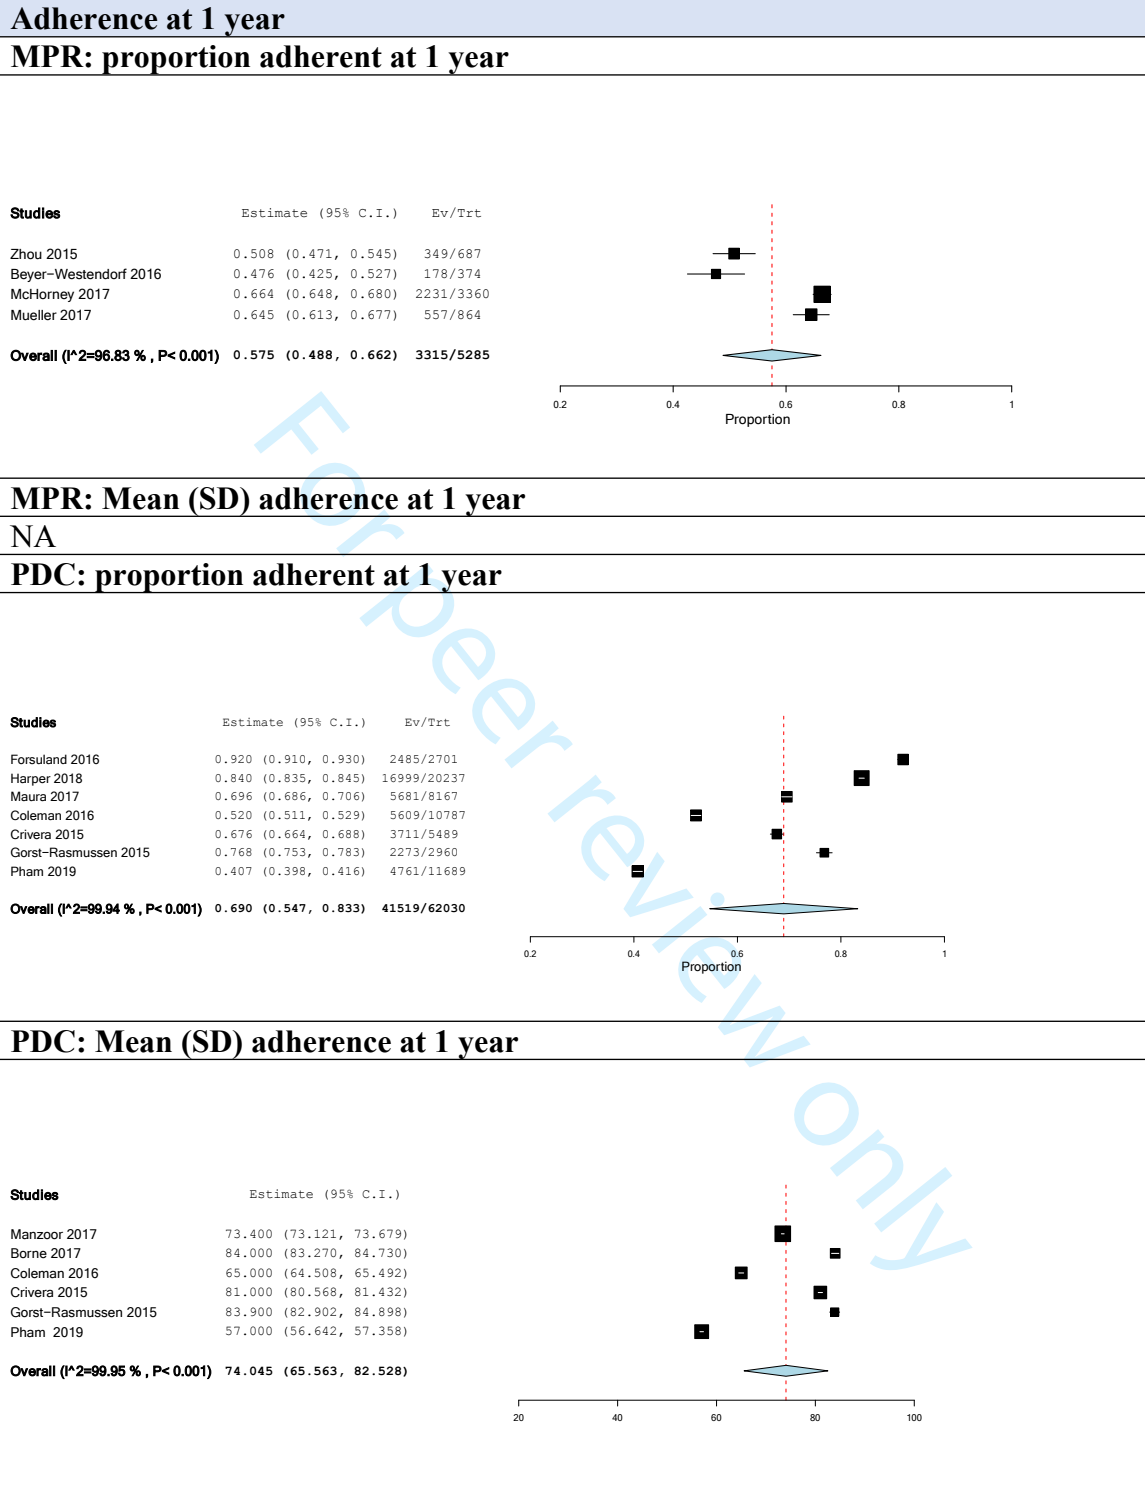 Adherence at 1 year
MPR: proportion adherent at 1 year
Studies Estimate (95% C.I.) Ev/Trt
Zhou 2015 0.508 (0.471, 0.545) 349/687
Beyer-Westendorf 2016 0.476 (0.425, 0.527) 178/374
McHorney 2017 0.664 (0.648, 0.680) 2231/3360
Mueller 2017 0.645 (0.613, 0.677) 557/864
Overall (I^2=96.83 % , P< 0.001) 0.575 (0.488, 0.662) 3315/5285
0.2 0.4 0.6 0.8 1
Proportion
MPR: Mean (SD) adherence at 1 year
NA
PDC: proportion adherent at 1 year
Studies Estimate (95% C.I.) Ev/Trt
Forsuland 2016 0.920 (0.910, 0.930) 2485/2701
Harper 2018 0.840 (0.835, 0.845) 16999/20237
Maura 2017 0.696 (0.686, 0.706) 5681/8167
Coleman 2016 0.520 (0.511, 0.529) 5609/10787
Crivera 2015 0.676 (0.664, 0.688) 3711/5489
Gorst-Rasmussen 2015 0.768 (0.753, 0.783) 2273/2960
Pham 2019 0.407 (0.398, 0.416) 4761/11689
Overall (I^2=99.94 % , P< 0.001) 0.690 (0.547, 0.833) 41519/62030
0.2 0.4 0.6 0.8 1
Proportion
PDC: Mean (SD) adherence at 1 year
Studies Estimate (95% C.I.)
Manzoor 2017 73.400 (73.121, 73.679)
Borne 2017 84.000 (83.270, 84.730)
Coleman 2016 65.000 (64.508, 65.492)
Crivera 2015 81.000 (80.568, 81.432)
Gorst-Rasmussen 2015 83.900 (82.902, 84.898)
Pham 2019 57.000 (56.642, 57.358)
Overall (I^2=99.95 % , P< 0.001) 74.045 (65.563, 82.528)
20 40 60 80 100
For peer review only